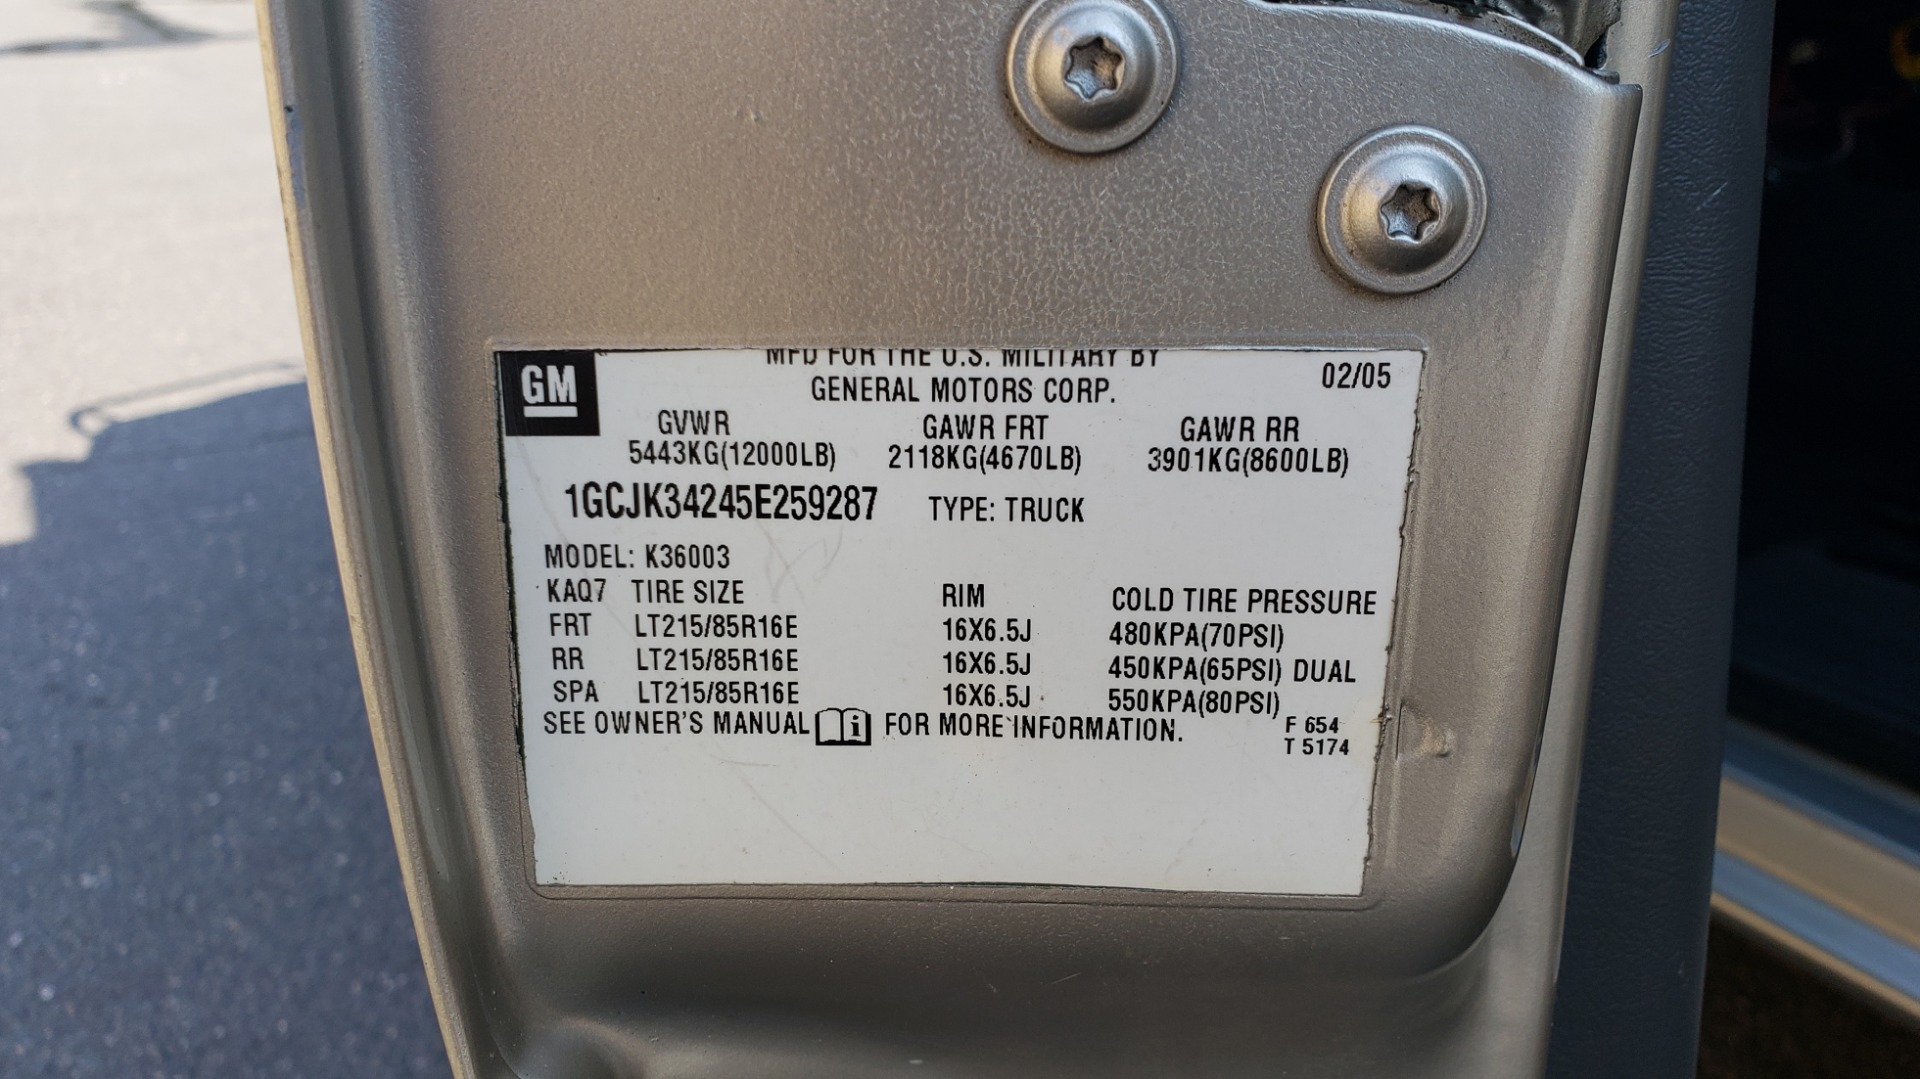 MFD FOR THE U.S. MILITARY BY
GM
GENERAL MOTORS CORP.
02/05
GVWR GAWR FRT GAWR RR
5443KG(12000LB) 2118KG(4670LB) 3901KG(8600LB)
1GCJK34245E259287 TYPE: TRUCK
MODEL: K36003
KAQ7 TIRE SIZE RIM COLD TIRE PRESSURE
FRT LT215/85R16E 16X6.5J 480KPA(70PSI)
RR LT215/85R16E 16X6.5J 450KPA(65PSI) DUAL
SPA LT215/85R16E 16X6.5J 550KPA(80PSI)
SEE OWNER'S MANUAL i FOR MORE INFORMATION.
F 654
T 5174